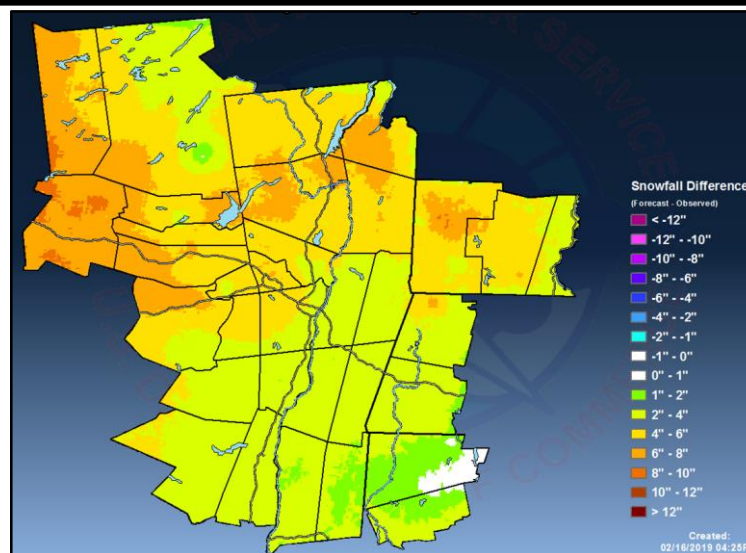 Snowfall Difference
(Forecast - Observed)
< -12"
-12" - -10"
-10" - -8"
-8" - -6"
-6" - -4"
-4" - -2"
-2" - -1"
-1" - 0"
0" - 1"
1" - 2"
2" - 4"
4" - 6"
6" - 8"
8" - 10"
10" - 12"
> 12"
Created:
02/16/2019 04:25